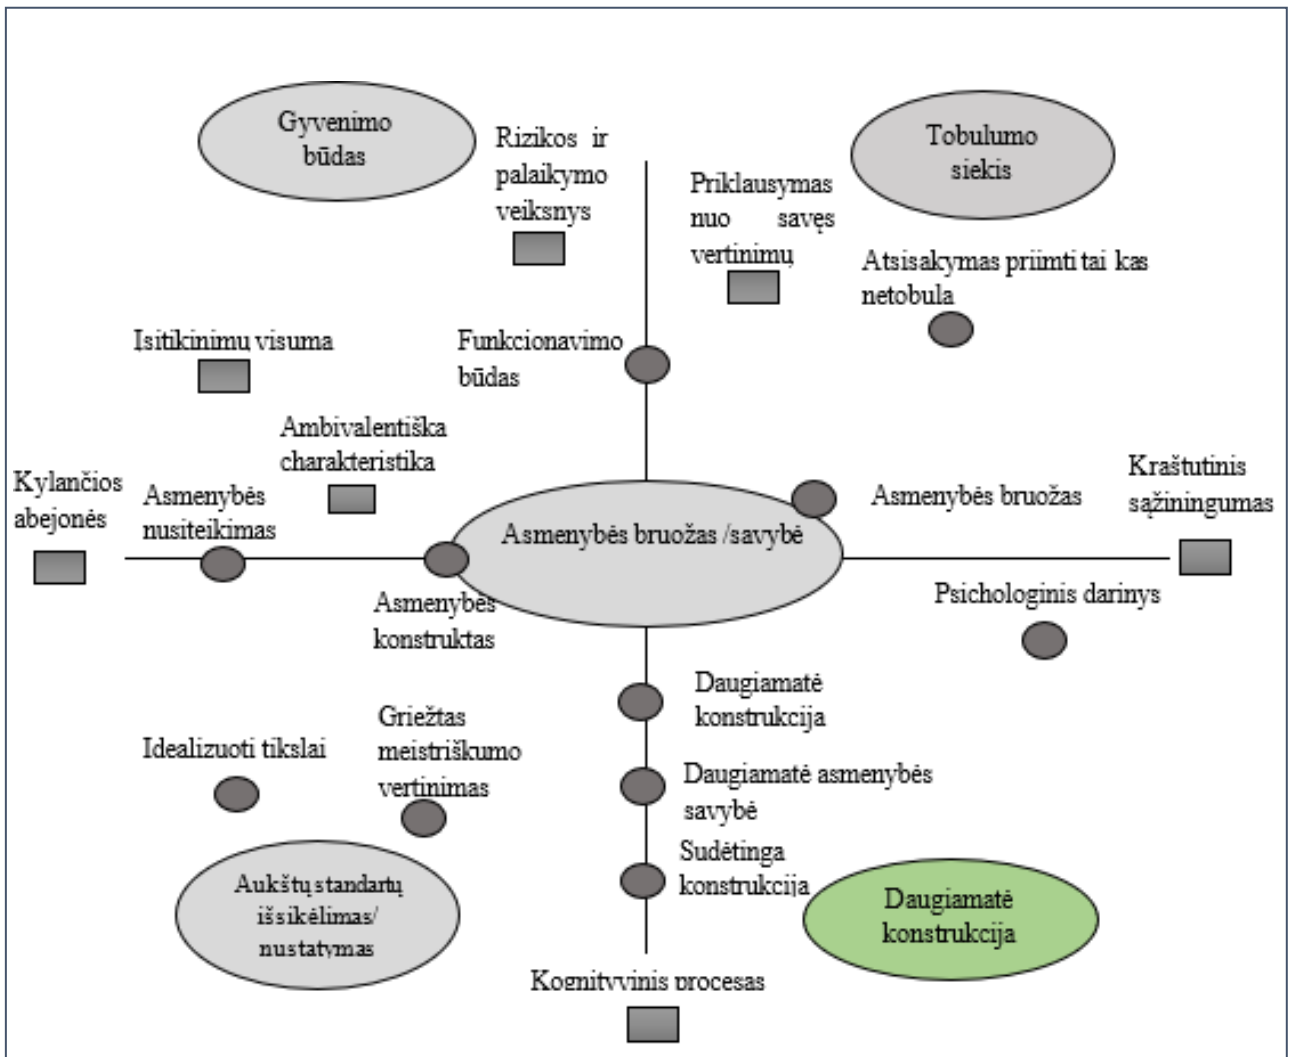 Gyvenimo
būdas
Rizikos ir
palaikymo
veiksnys
Priklausymas
nuo savęs
vertinimų
Tobulumo
siekis
Atsisakymas priimti tai kas
netobula
Įsitikinimų visuma
Funkcionavimo
būdas
Ambivalentiška
charakteristika
Kylančios
abejonės
Asmenybės
nusiteikimas
Asmenybės bruožas /savybė
Asmenybės bruožas
Kraštutinis
sąžiningumas
Asmenybės
konstruktas
Psichologinis darinys
Daugiamatė
konstrukcija
Idealizuoti tikslai
Griežtas
meistriškumo
vertinimas
Daugiamatė asmenybės
savybė
Sudėtinga
konstrukcija
Aukštų standartų
išsikėlimas/
nustatymas
Daugiamatė
konstrukcija
Kognityvinis procesas